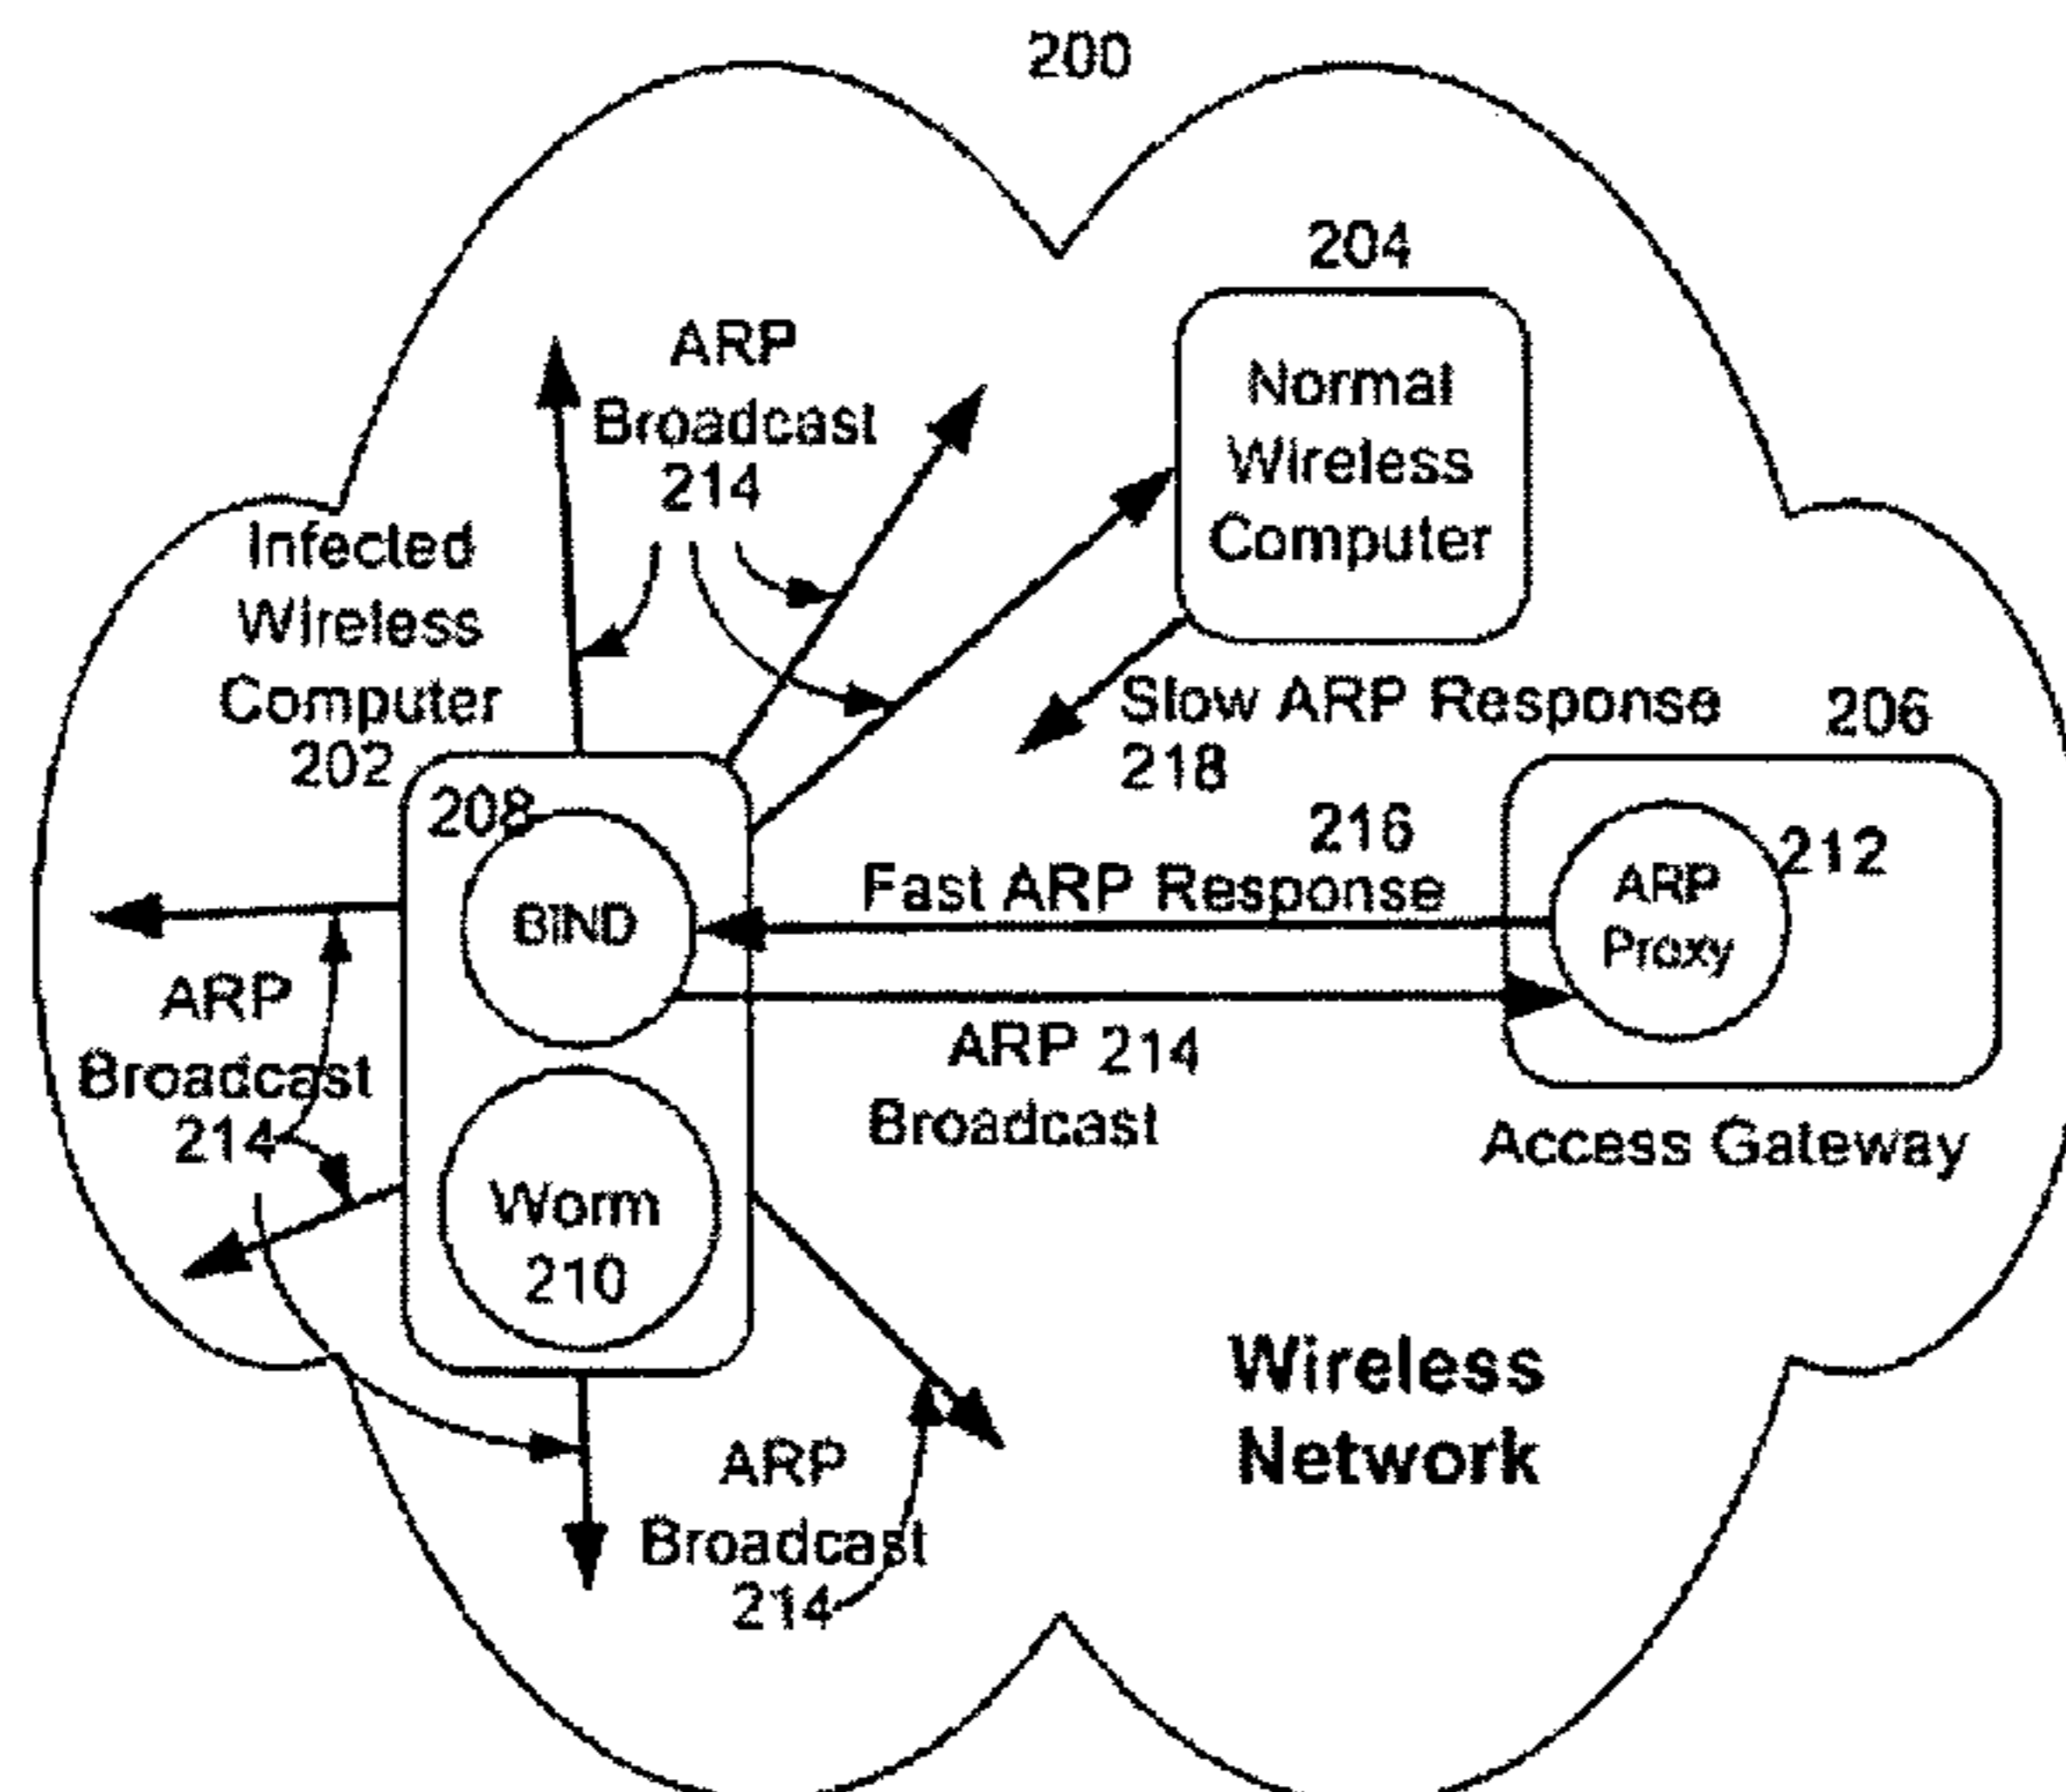 200
204
Normal
Wireless
Computer
ARP
Broadcast
214
Infected
Wireless
Computer
202
Slow ARP Response
218
206
208
BIND
216
Fast ARP Response
ARP
Proxy
212
ARP
Broadcast
214
ARP 214
Broadcast
Access Gateway
Worm
210
Wireless
Network
ARP
Broadcast
214